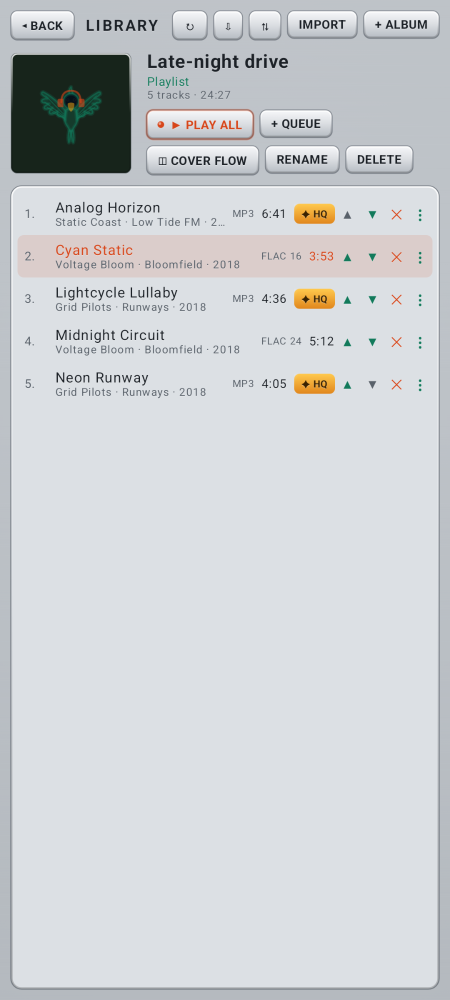 ◂ BACK LIBRARY ↻ ⇩ ⇅ IMPORT + ALBUM
Late-night drive
Playlist
5 tracks · 24:27
► PLAY ALL + QUEUE
COVER FLOW RENAME DELETE
1. Analog Horizon MP3 6:41 ✦ HQ
Static Coast · Low Tide FM · 2…
2. Cyan Static FLAC 16 3:53
Voltage Bloom · Bloomfield · 2018
3. Lightcycle Lullaby MP3 4:36 ✦ HQ
Grid Pilots · Runways · 2018
4. Midnight Circuit FLAC 24 5:12
Voltage Bloom · Bloomfield · 2018
5. Neon Runway MP3 4:05 ✦ HQ
Grid Pilots · Runways · 2018